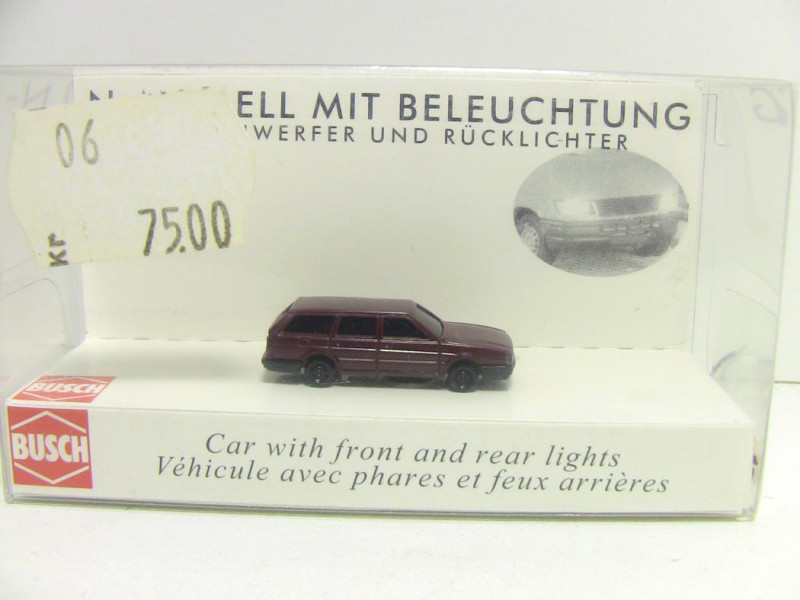 06
Kr 75.00
ELL MIT BELEUCHTUNG
WERFER UND RÜCKLICHTER
BUSCH
BUSCH
Car with front and rear lights
Véhicule avec phares et feux arrières